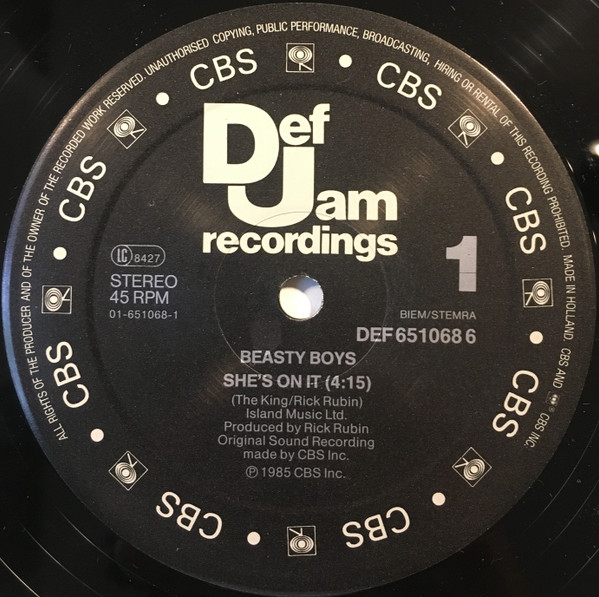 ALL RIGHTS OF THE PRODUCER AND OF THE OWNER OF THE RECORDED WORK RESERVED. UNAUTHORISED COPYING, PUBLIC PERFORMANCE, BROADCASTING, HIRING OR RENTAL OF THIS RECORDING PROHIBITED. MADE IN HOLLAND. CBS AND ® CBS INC.
CBS
CBS
CBS
CBS
CBS
CBS
CBS
CBS
Def
Jam
recordings
LC 8427
STEREO
45 RPM
01-651068-1
1
BIEM/STEMRA
DEF 651068 6
BEASTY BOYS
SHE'S ON IT (4:15)
(The King/Rick Rubin)
Island Music Ltd.
Produced by Rick Rubin
Original Sound Recording
made by CBS Inc.
℗ 1985 CBS Inc.